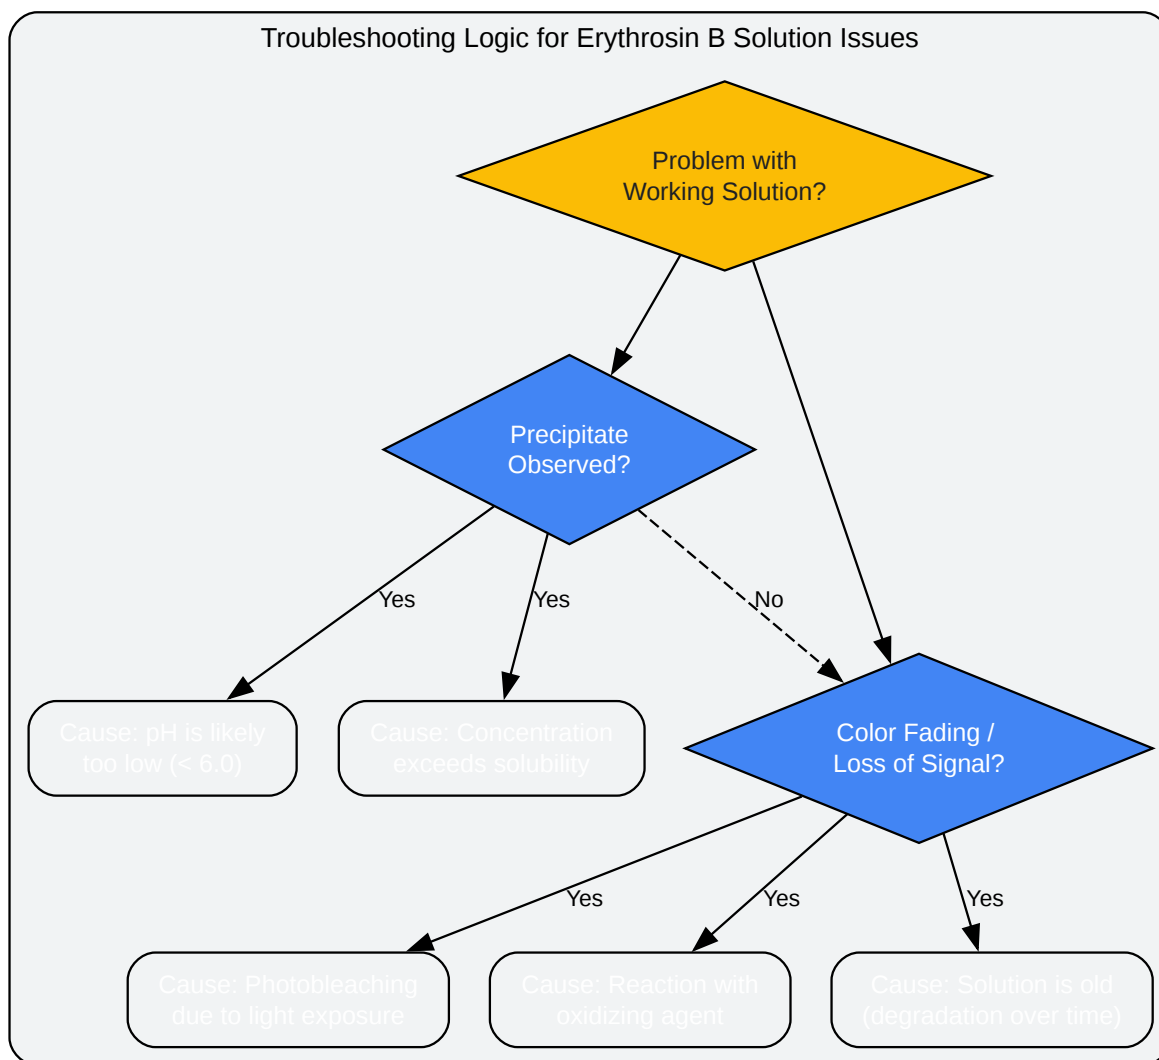 Troubleshooting Logic for Erythrosin B Solution Issues
Problem with
Working Solution?
Precipitate
Observed?
Yes
Yes
No
Cause: pH is likely
too low (< 6.0)
Cause: Concentration
exceeds solubility
Color Fading /
Loss of Signal?
Yes
Yes
Yes
Cause: Photobleaching
due to light exposure
Cause: Reaction with
oxidizing agent
Cause: Solution is old
(degradation over time)